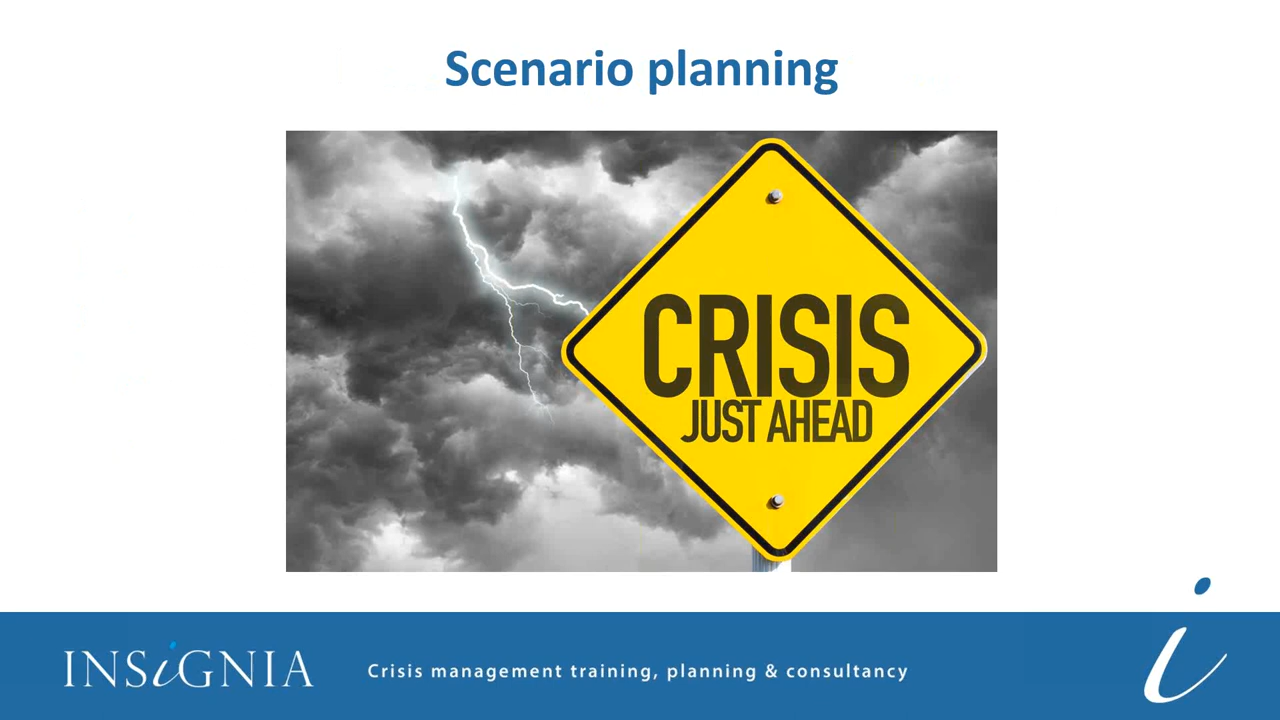 Scenario planning
CRISIS
JUST AHEAD
INSiGNIA
Crisis management training, planning & consultancy
i